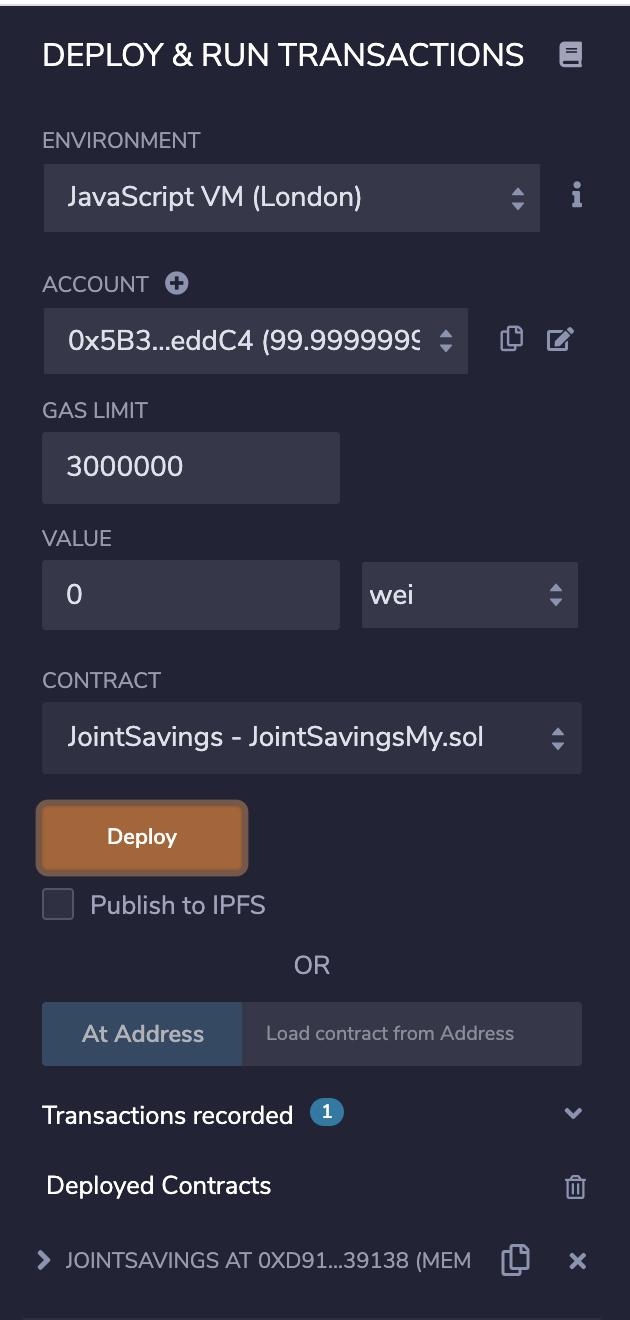 DEPLOY & RUN TRANSACTIONS
ENVIRONMENT
JavaScript VM (London)
ACCOUNT
0x5B3...eddC4 (99.9999999
GAS LIMIT
3000000
VALUE
0
wei
CONTRACT
JointSavings - JointSavingsMy.sol
Deploy
Publish to IPFS
OR
At Address
Load contract from Address
Transactions recorded 1
Deployed Contracts
JOINTSAVINGS AT 0XD91...39138 (MEM